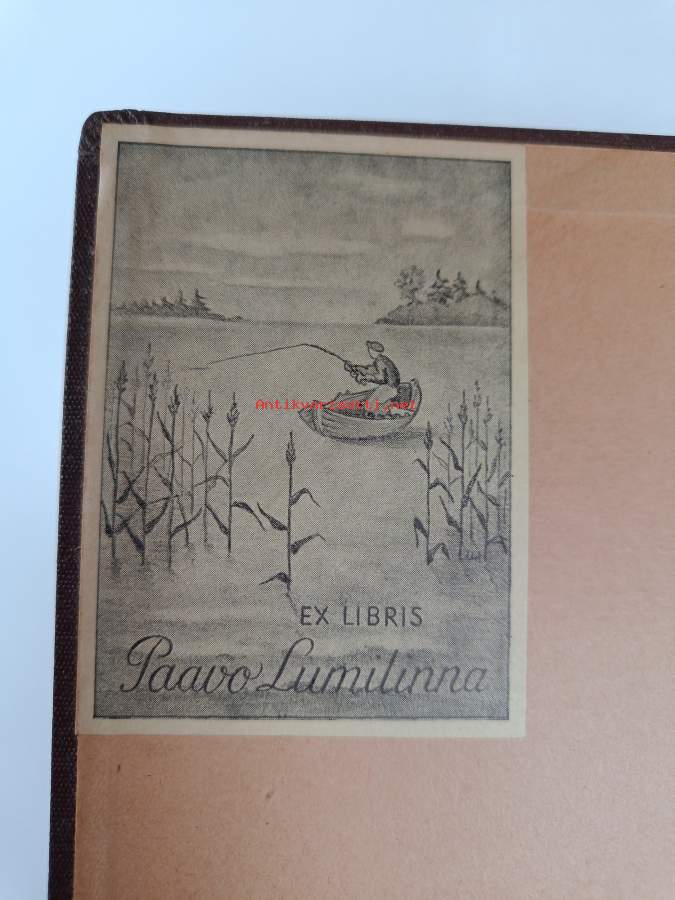 Antikvariaatti.net
EX LIBRIS
Paavo Lumilinna